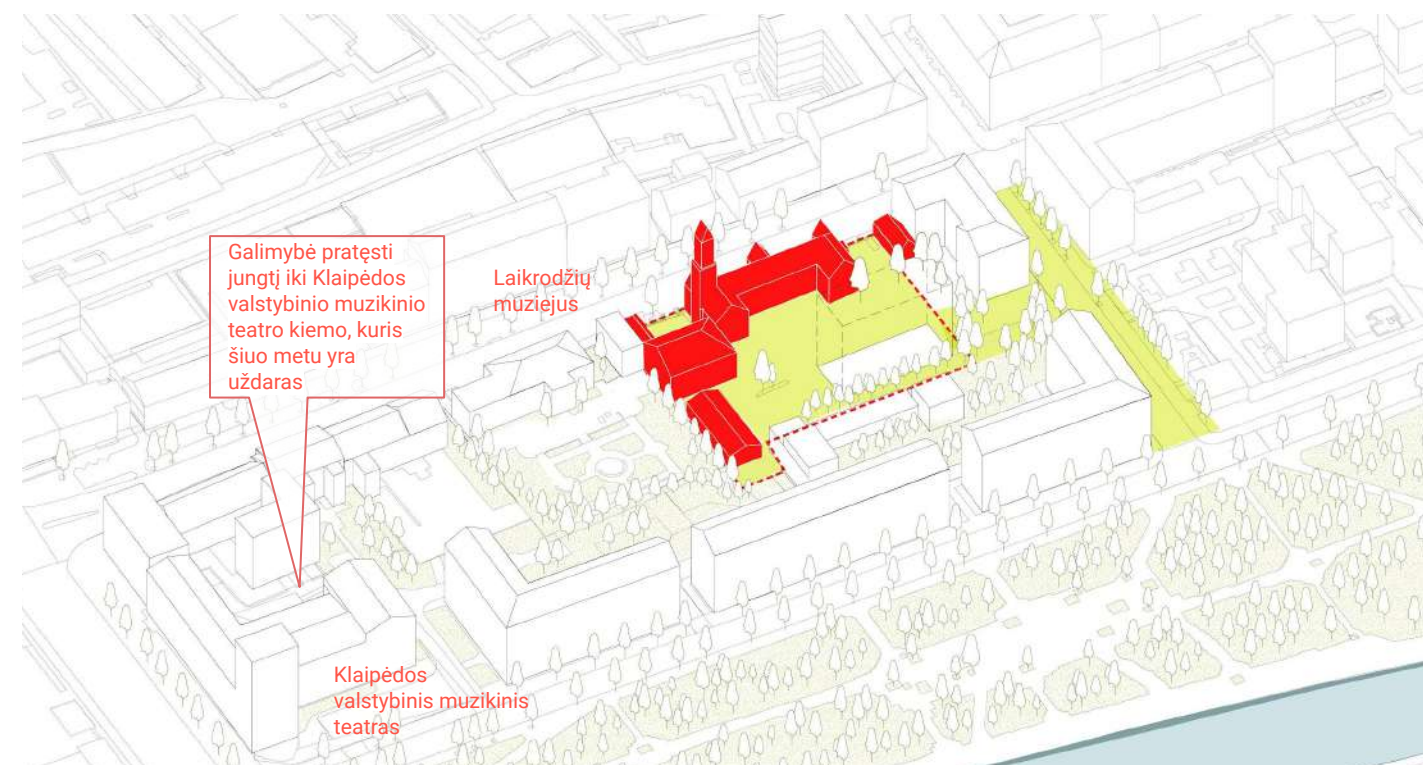 Galimybė pratęsti
jungtį iki Klaipėdos
valstybinio muzikinio
teatro kiemo, kuris
šiuo metu yra
uždaras
Laikrodžių
muziejus
Klaipėdos
valstybinis muzikinis
teatras